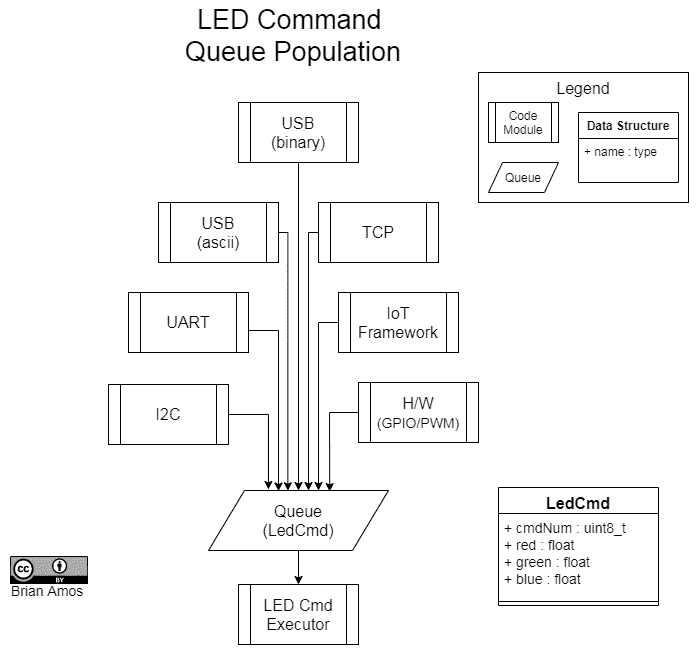 LED Command
Queue Population
Legend
Code
Module
Data Structure
+ name : type
Queue
USB
(binary)
USB
(ascii)
TCP
UART
IoT
Framework
I2C
H/W
(GPIO/PWM)
Queue
(LedCmd)
LED Cmd
Executor
LedCmd
+ cmdNum : uint8_t
+ red : float
+ green : float
+ blue : float
cc
BY
Brian Amos